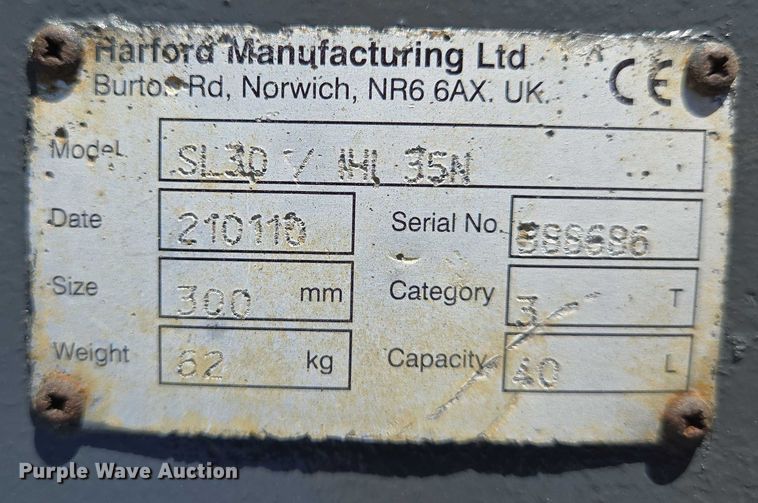 Harford Manufacturing Ltd
Burton Rd, Norwich, NR6 6AX. UK.
CE
Model SL30 / IHI 35N
Date 210110 Serial No.
Size 300 mm Category 3 T
Weight 62 kg Capacity 40 L
Purple Wave Auction